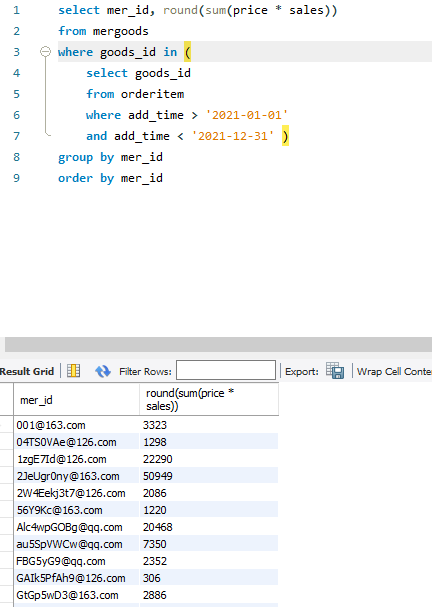 1 select mer_id, round(sum(price * sales))
2 from mergoods
3 where goods_id in (
4 select goods_id
5 from orderitem
6 where add_time > '2021-01-01'
7 and add_time < '2021-12-31' )
8 group by mer_id
9 order by mer_id
Result Grid Filter Rows: Export: Wrap Cell Conte
mer_id round(sum(price *
sales))
001@163.com 3323
04TS0VAe@126.com 1298
1zgE7Id@126.com 22290
2JeUgr0ny@163.com 50949
2W4Eekj3t7@126.com 2086
56Y9Kc@163.com 1220
Alc4wpGOBg@qq.com 20468
au5SpVWCw@qq.com 7350
FBG5yG9@qq.com 2352
GAIk5PfAh9@126.com 306
GtGp5wD3@163.com 2886